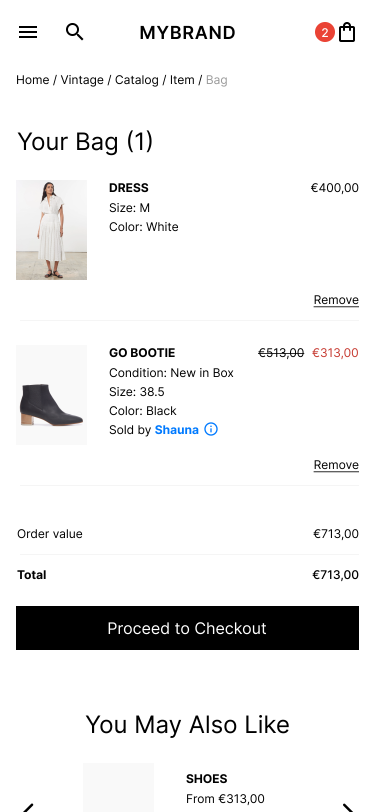 MYBRAND
2
Home / Vintage / Catalog / Item / Bag
Your Bag (1)
DRESS
€400,00
Size: M
Color: White
Remove
GO BOOTIE
€513,00 €313,00
Condition: New in Box
Size: 38.5
Color: Black
Sold by Shauna
Remove
Order value
€713,00
Total
€713,00
Proceed to Checkout
You May Also Like
SHOES
From €313,00